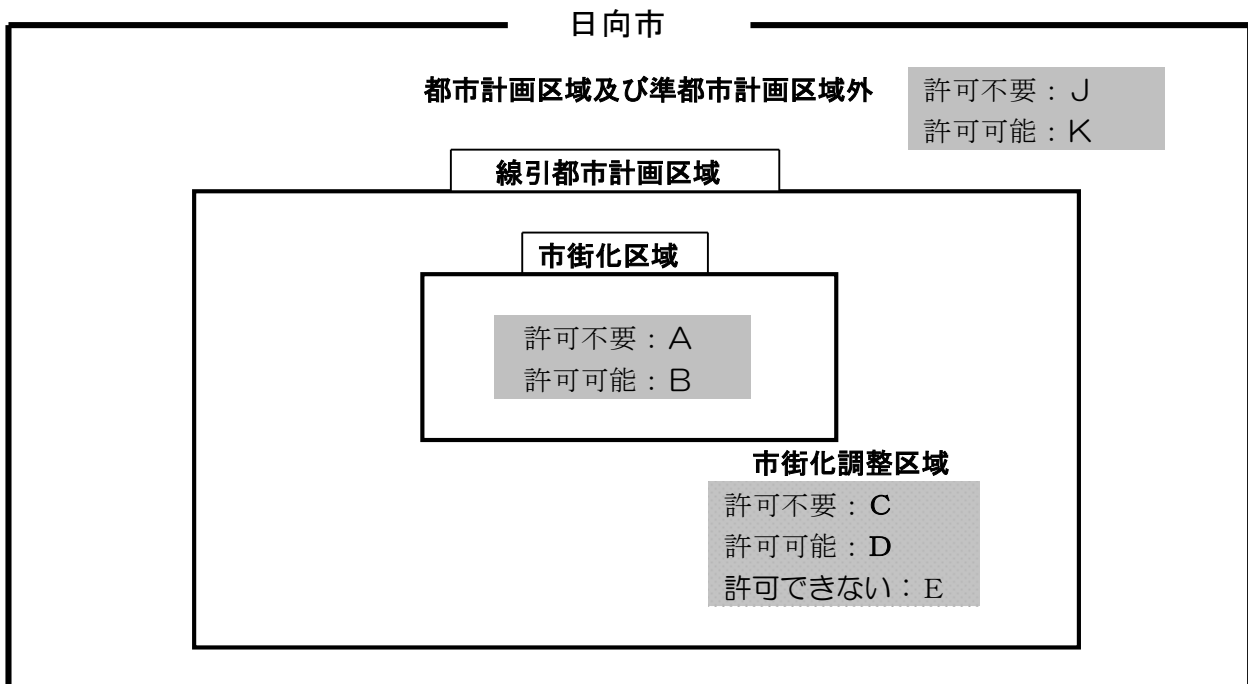 日向市
都市計画区域及び準都市計画区域外
許可不要：J
許可可能：K
線引都市計画区域
市街化区域
許可不要：A
許可可能：B
市街化調整区域
許可不要：C
許可可能：D
許可できない：E